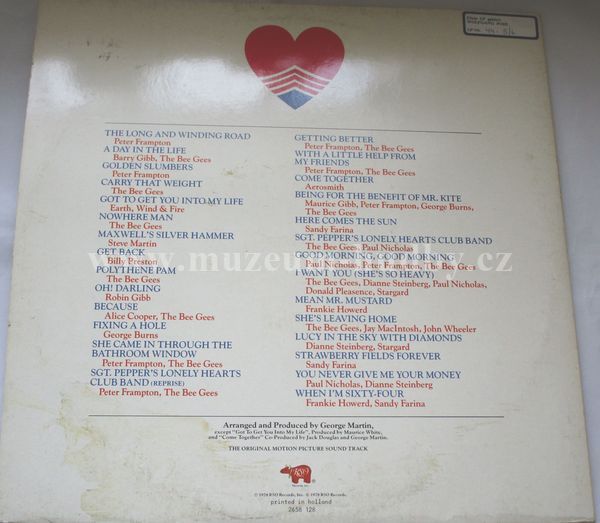 THE LONG AND WINDING ROAD
Peter Frampton
A DAY IN THE LIFE
Barry Gibb, The Bee Gees
GOLDEN SLUMBERS
Peter Frampton
CARRY THAT WEIGHT
The Bee Gees
GOT TO GET YOU INTO MY LIFE
Earth, Wind & Fire
NOWHERE MAN
The Bee Gees
MAXWELL'S SILVER HAMMER
Steve Martin
GET BACK
Billy Preston
POLYTHENE PAM
The Bee Gees
OH! DARLING
Robin Gibb
BECAUSE
Alice Cooper, The Bee Gees
FIXING A HOLE
George Burns
SHE CAME IN THROUGH THE
BATHROOM WINDOW
Peter Frampton, The Bee Gees
SGT. PEPPER'S LONELY HEARTS
CLUB BAND (REPRISE)
Peter Frampton, The Bee Gees
GETTING BETTER
Peter Frampton, The Bee Gees
WITH A LITTLE HELP FROM
MY FRIENDS
Peter Frampton, The Bee Gees
COME TOGETHER
Aerosmith
BEING FOR THE BENEFIT OF MR. KITE
Maurice Gibb, Peter Frampton, George Burns,
The Bee Gees
HERE COMES THE SUN
Sandy Farina
SGT. PEPPER'S LONELY HEARTS CLUB BAND
The Bee Gees, Paul Nicholas
GOOD MORNING, GOOD MORNING
Paul Nicholas, Peter Frampton, The Bee Gees
I WANT YOU (SHE'S SO HEAVY)
The Bee Gees, Dianne Steinberg, Paul Nicholas,
Donald Pleasence, Stargard
MEAN MR. MUSTARD
Frankie Howerd
SHE'S LEAVING HOME
The Bee Gees, Jay MacIntosh, John Wheeler
LUCY IN THE SKY WITH DIAMONDS
Dianne Steinberg, Stargard
STRAWBERRY FIELDS FOREVER
Sandy Farina
YOU NEVER GIVE ME YOUR MONEY
Paul Nicholas, Dianne Steinberg
WHEN I'M SIXTY-FOUR
Frankie Howerd, Sandy Farina
Arranged and Produced by George Martin,
except "Got To Get You Into My Life", Produced by Maurice White,
and "Come Together" Co-Produced by Jack Douglas and George Martin.
THE ORIGINAL MOTION PICTURE SOUND TRACK
RSO
© 1978 RSO Records, Inc. ℗ 1978 RSO Records, Inc.
printed in holland
2658 128